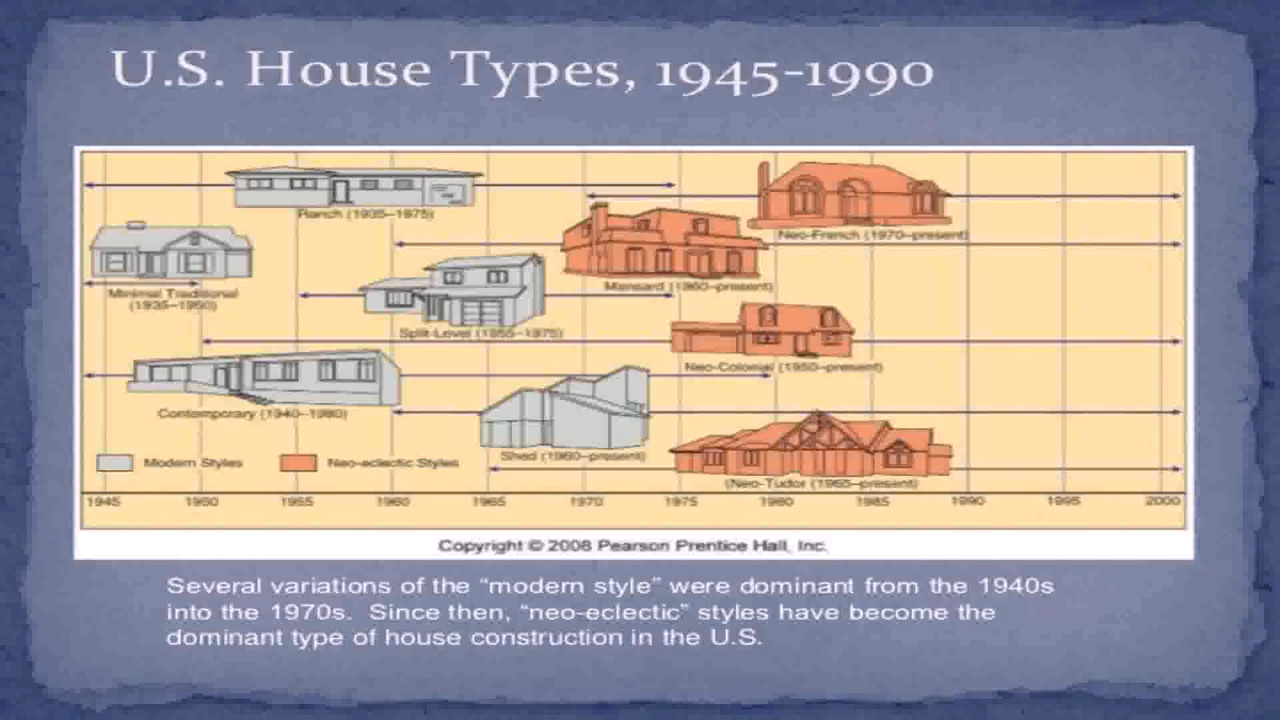 U.S. House Types, 1945-1990
Ranch (1935–1975)
Neo-French (1970–present)
Minimal Traditional
(1935–1950)
Mansard (1960–present)
Split-Level (1955–1975)
Neo-Colonial (1950–present)
Contemporary (1940–1980)
Shed (1960–present)
Modern Styles
Neo-eclectic Styles
(Neo-Tudor (1965–present)
1945 1950 1955 1960 1965 1970 1975 1980 1985 1990 1995 2000
Copyright © 2008 Pearson Prentice Hall, Inc.
Several variations of the “modern style” were dominant from the 1940s
into the 1970s. Since then, “neo-eclectic” styles have become the
dominant type of house construction in the U.S.